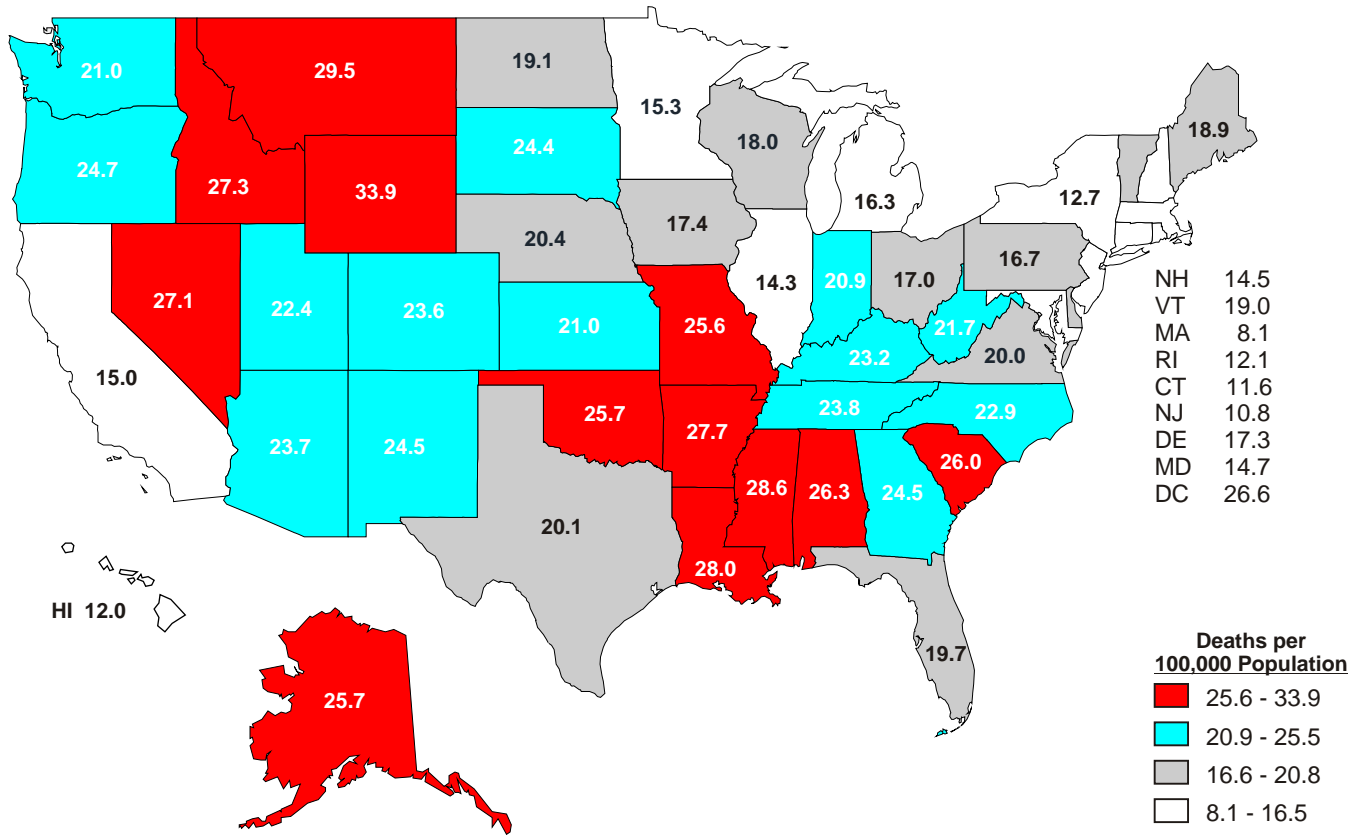 21.0
29.5
19.1
15.3
18.9
18.0
24.4
24.7
27.3
33.9
16.3
12.7
17.4
20.4
16.7
NH 14.5
17.0
14.3
20.9
27.1
22.4
23.6
VT 19.0
21.0
25.6
21.7
MA 8.1
23.2
20.0
RI 12.1
15.0
CT 11.6
25.7
23.8
22.9
NJ 10.8
27.7
DE 17.3
23.7
24.5
26.0
MD 14.7
28.6
26.3
24.5
DC 26.6
20.1
28.0
HI 12.0
19.7
25.7
Deaths per
100,000 Population
25.6 - 33.9
20.9 - 25.5
16.6 - 20.8
8.1 - 16.5